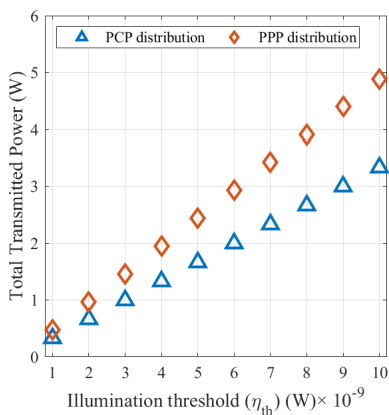 6
PCP distribution PPP distribution
5
4
3
2
1
0
Total Transmitted Power (W)
1 2 3 4 5 6 7 8 9 10
Illumination threshold (η_th) (W)× 10^-9